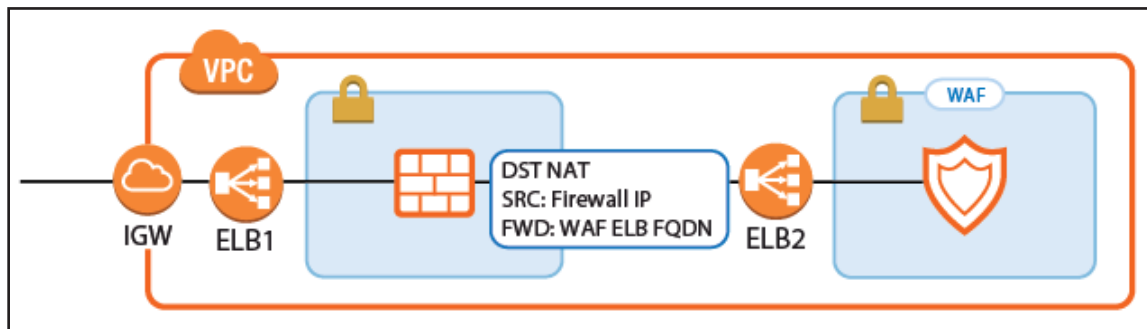 VPC
WAF
DST NAT
SRC: Firewall IP
FWD: WAF ELB FQDN
IGW
ELB1
ELB2